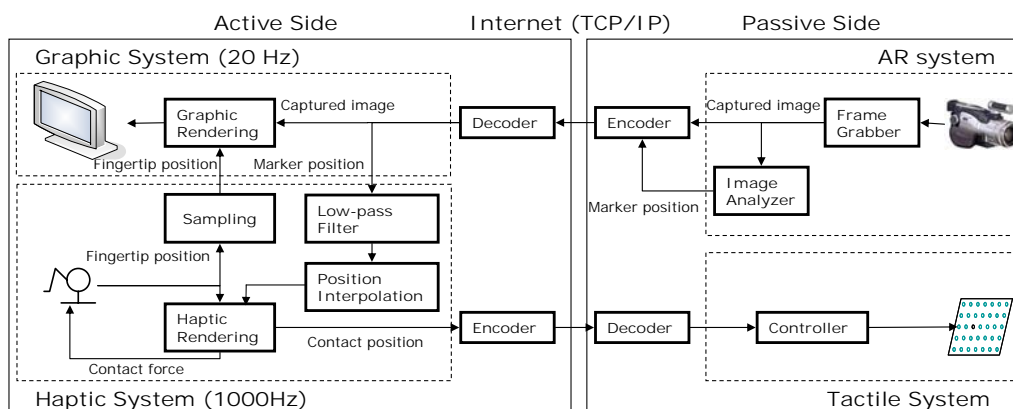 Active Side
Internet (TCP/IP)
Passive Side
Graphic System (20 Hz)
AR system
Graphic
Rendering
Captured image
Decoder
Encoder
Captured image
Frame
Grabber
Fingertip position
Marker position
Image
Analyzer
Marker position
Sampling
Low-pass
Filter
Fingertip position
Position
Interpolation
Haptic
Rendering
Contact position
Encoder
Decoder
Controller
Contact force
Haptic System (1000Hz)
Tactile System